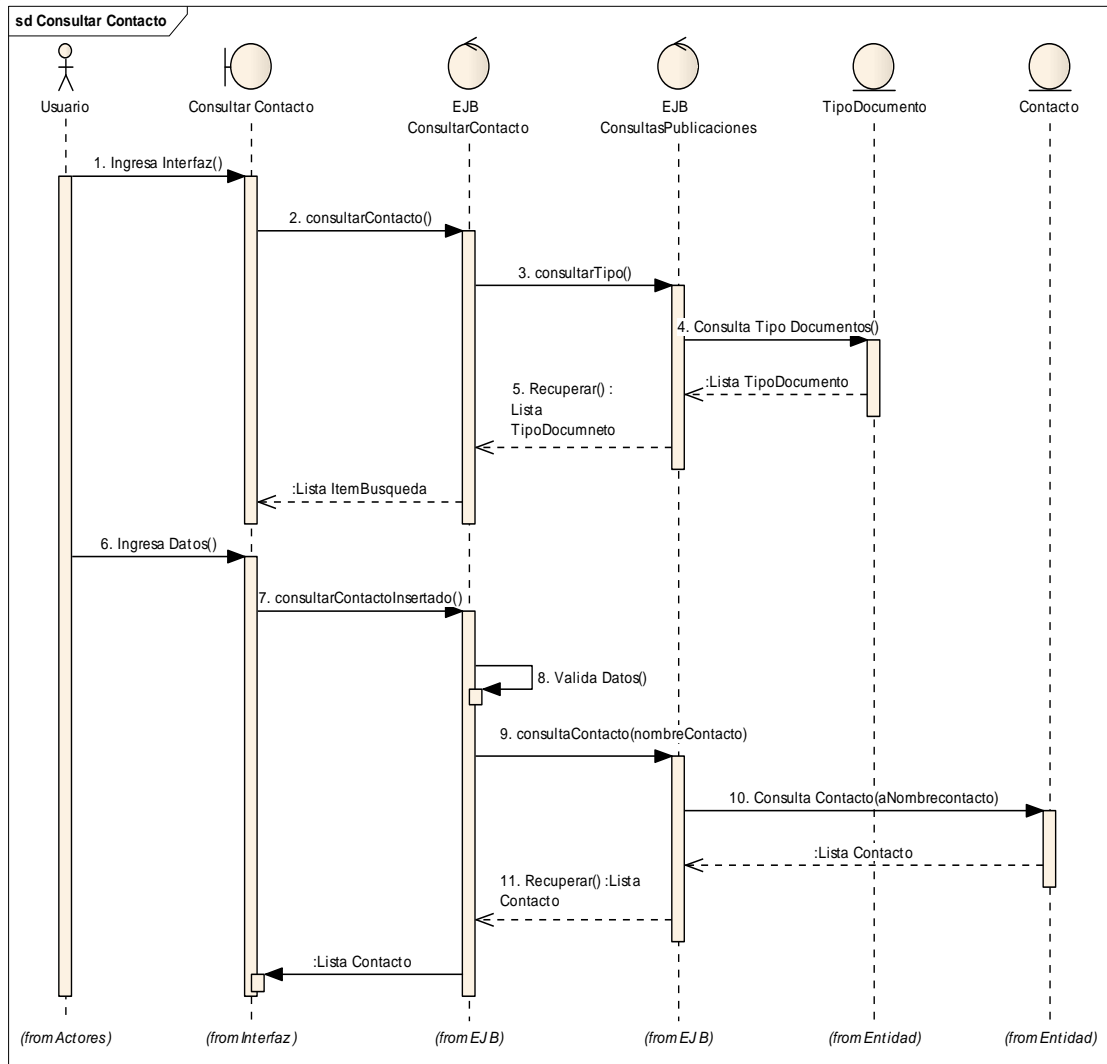 sd Consultar Contacto
Usuario
Consultar Contacto
EJB
ConsultarContacto
EJB
ConsultasPublicaciones
TipoDocumento
Contacto
1. Ingresa Interfaz()
2. consultarContacto()
3. consultarTipo()
4. Consulta Tipo Documentos()
:Lista TipoDocumento
5. Recuperar() :
Lista
TipoDocumneto
:Lista ItemBusqueda
6. Ingresa Datos()
7. consultarContactoInsertado()
8. Valida Datos()
9. consultaContacto(nombreContacto)
10. Consulta Contacto(aNombrecontacto)
:Lista Contacto
11. Recuperar() :Lista
Contacto
:Lista Contacto
(from Actores)
(from Interfaz)
(from EJB)
(from EJB)
(from Entidad)
(from Entidad)